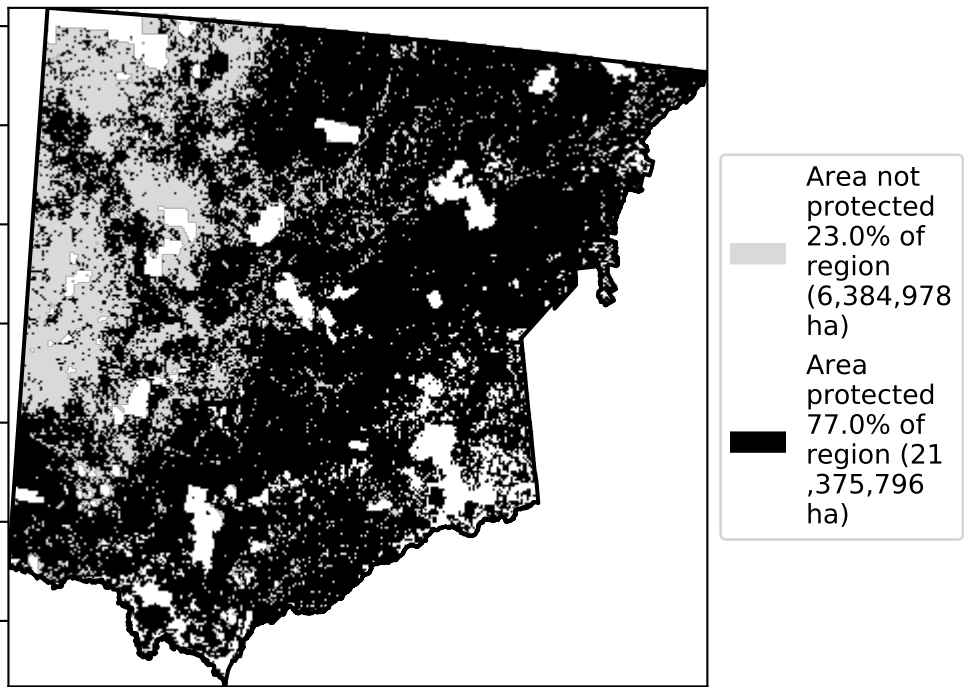 Area not
protected
23.0% of
region
(6,384,978
ha)
Area
protected
77.0% of
region (21
,375,796
ha)